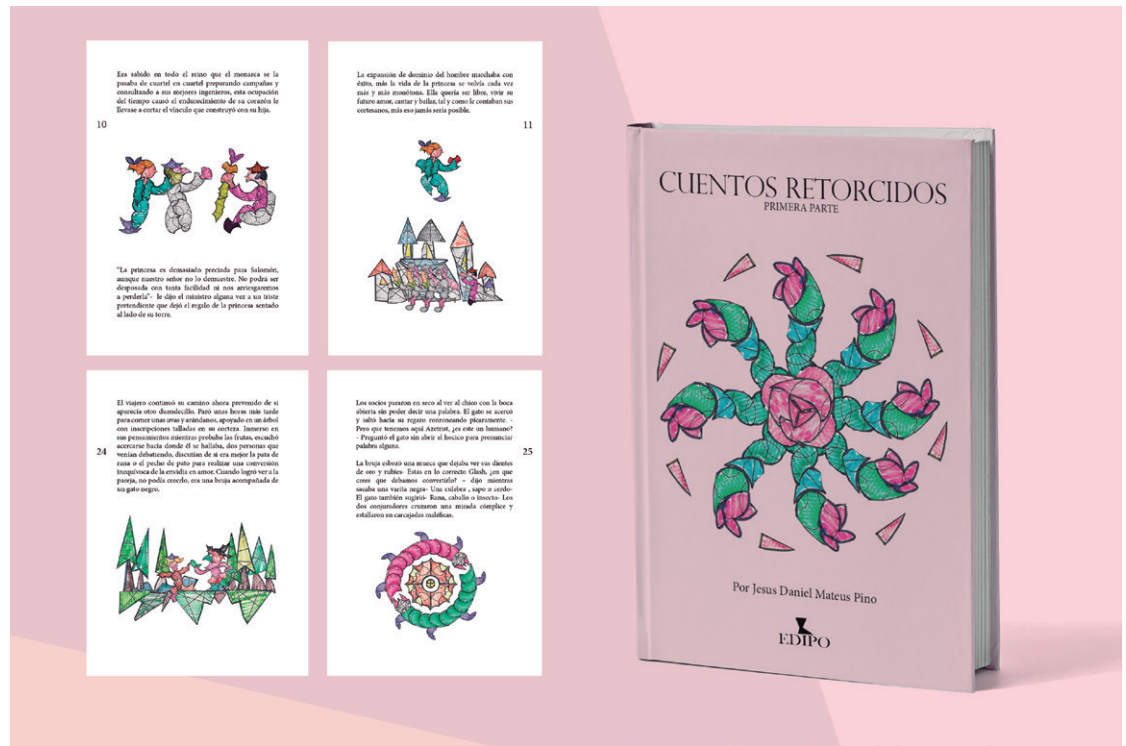 Era sabido en todo el reino que el monarca se la
pasaba de cuartel en cuartel preparando campañas y
consultando a sus mejores ingenieros, esta ocupación
del tiempo causó el endurecimiento de su corazón le
llevase a cortar el vínculo que construyó con su hija.
10
"La princesa es demasiado preciada para Salomón,
aunque nuestro señor no lo demuestre. No podrá ser
desposada con tanta facilidad ni nos arriesgaremos
a perderla"- le dijo el ministro alguna vez a un triste
pretendiente que dejó el regalo de la princesa sentado
al lado de su torre.
La expansión de dominio del hombre marchaba con
éxito, más la vida de la princesa se volvía cada vez
más y más monótona. Ella quería ser libre, vivir su
futuro amor, cantar y bailar, tal y como le contaban sus
cortesanos, más eso jamás sería posible.
11
El viajero continuó su camino ahora prevenido de si
aparecía otro duendecillo. Paró unas horas más tarde
para comer unas uvas y arándanos, apoyado en un árbol
con inscripciones talladas en su corteza. Inmerso en
sus pensamientos mientras probaba las frutas, escuchó
acercarse hacia donde él se hallaba, dos personas que
venían debatiendo, discutían de si era mejor la pata de
rana o el pecho de pato para realizar una conversión
inequívoca de la envidia en amor. Cuando logró ver a la
pareja, no podía creerlo, era una bruja acompañada de
un gato negro.
24
Los socios pararon en seco al ver al chico con la boca
abierta sin poder decir una palabra. El gato se acercó
y saltó hacia su regazo ronroneando pícaramente. -
Pero que tenemos aquí Azetrist, ¿es este un humano?
- Preguntó el gato sin abrir el hocico para pronunciar
palabra alguna.
25
La bruja esbozó una mueca que dejaba ver sus dientes
de oro y rubíes- Estas en lo correcto Glash, ¿en que
crees que debamos convertirlo? – dijo mientras
sacaba una varita negra- Una culebra , sapo o cerdo-
El gato también sugirió- Rana, caballo o insecto- Los
dos conjuradores cruzaron una mirada cómplice y
estallaron en carcajadas maléficas.
CUENTOS RETORCIDOS
PRIMERA PARTE
Por Jesus Daniel Mateus Pino
EDIPO